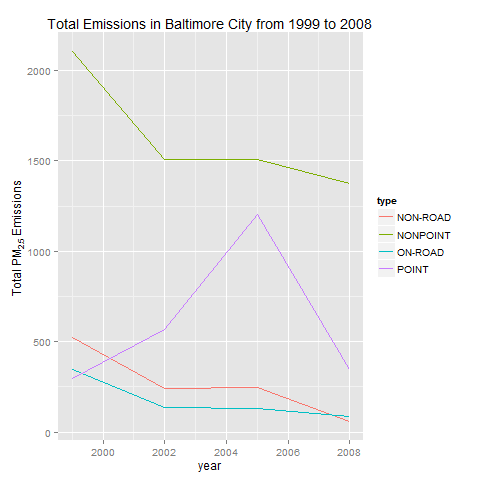 Total Emissions in Baltimore City from 1999 to 2008
Total PM2.5 Emissions
2000
1500
1000
500
0
2000
2002
2004
2006
2008
year
type
NON-ROAD
NONPOINT
ON-ROAD
POINT